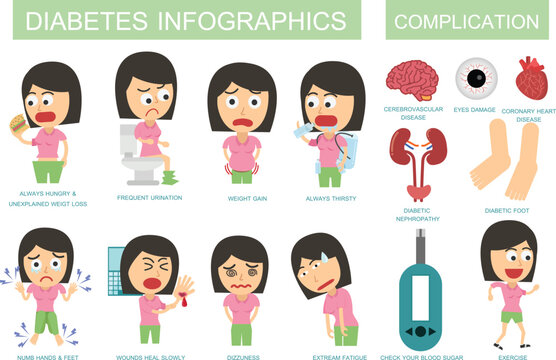 DIABETES INFOGRAPHICS
COMPLICATION
CEREBROVASCULAR
DISEASE
EYES DAMAGE
CORONARY HEART
DISEASE
ALWAYS HUNGRY &
UNEXPLAINED WEIGT LOSS
FREQUENT URINATION
WEIGHT GAIN
ALWAYS THIRSTY
DIABETIC
NEPHROPATHY
DIABETIC FOOT
NUMB HANDS & FEET
WOUNDS HEAL SLOWLY
DIZZUNESS
EXTREAM FATIGUE
CHECK YOUR BLOOD SUGAR
EXERCISE